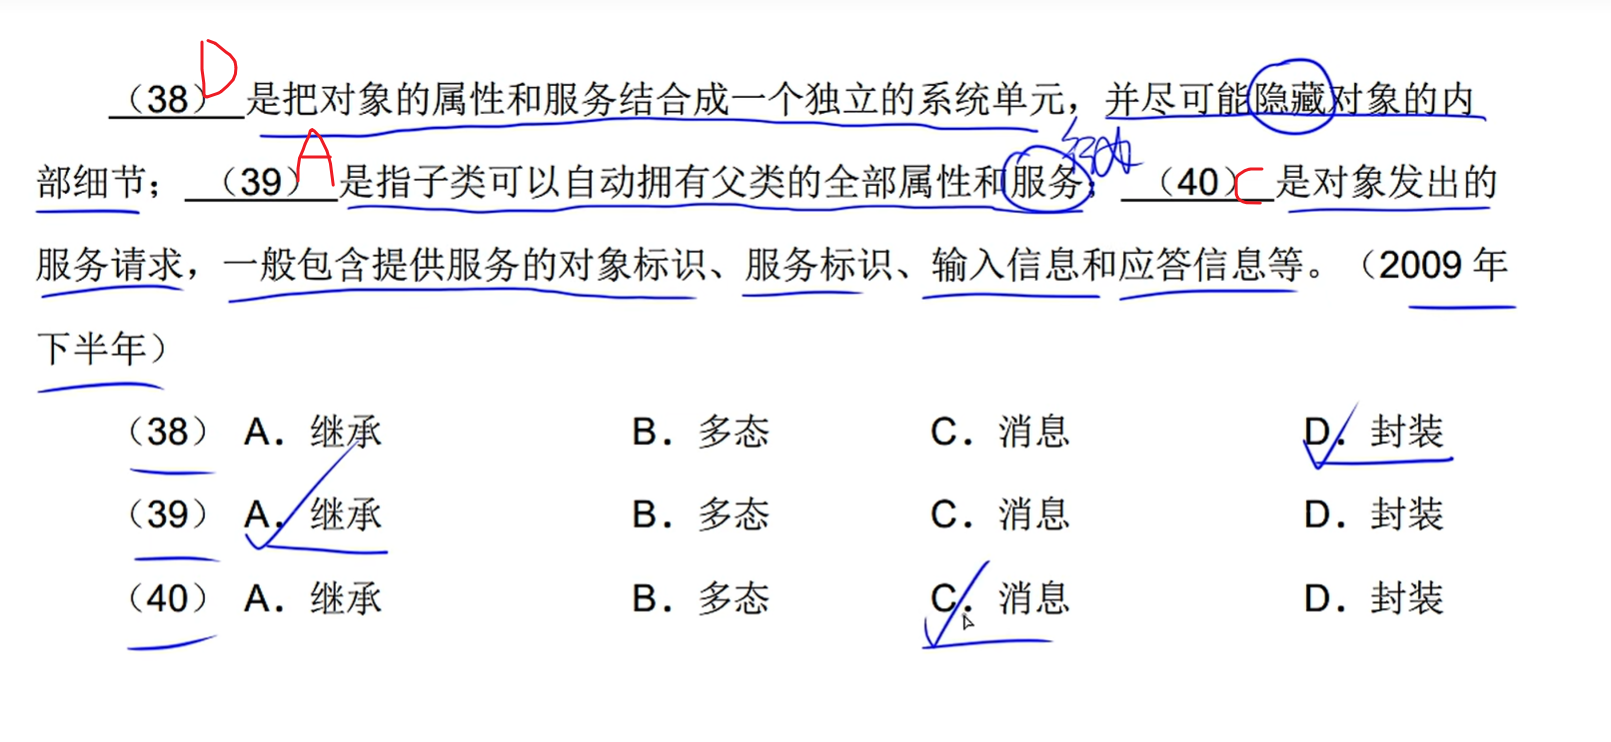 （38）D 是把对象的属性和服务结合成一个独立的系统单元，并尽可能隐藏对象的内
部细节；（39）A 是指子类可以自动拥有父类的全部属性和服务；（40）C 是对象发出的
服务请求，一般包含提供服务的对象标识、服务标识、输入信息和应答信息等。（2009 年
下半年）
（38） A． 继承 B． 多态 C． 消息 D． 封装
（39） A． 继承 B． 多态 C． 消息 D． 封装
（40） A． 继承 B． 多态 C． 消息 D． 封装